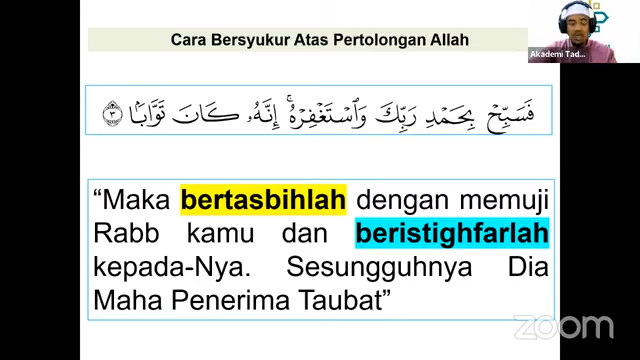 Cara Bersyukur Atas Pertolongan Allah
فَسَبِّحْ بِحَمْدِ رَبِّكَ وَٱسْتَغْفِرْهُ ۚ إِنَّهُۥ كَانَ تَوَّابًۢا ٣
“Maka bertasbihlah dengan memuji
Rabb kamu dan beristighfarlah
kepada-Nya. Sesungguhnya Dia
Maha Penerima Taubat”
Akademi Tad...
zoom